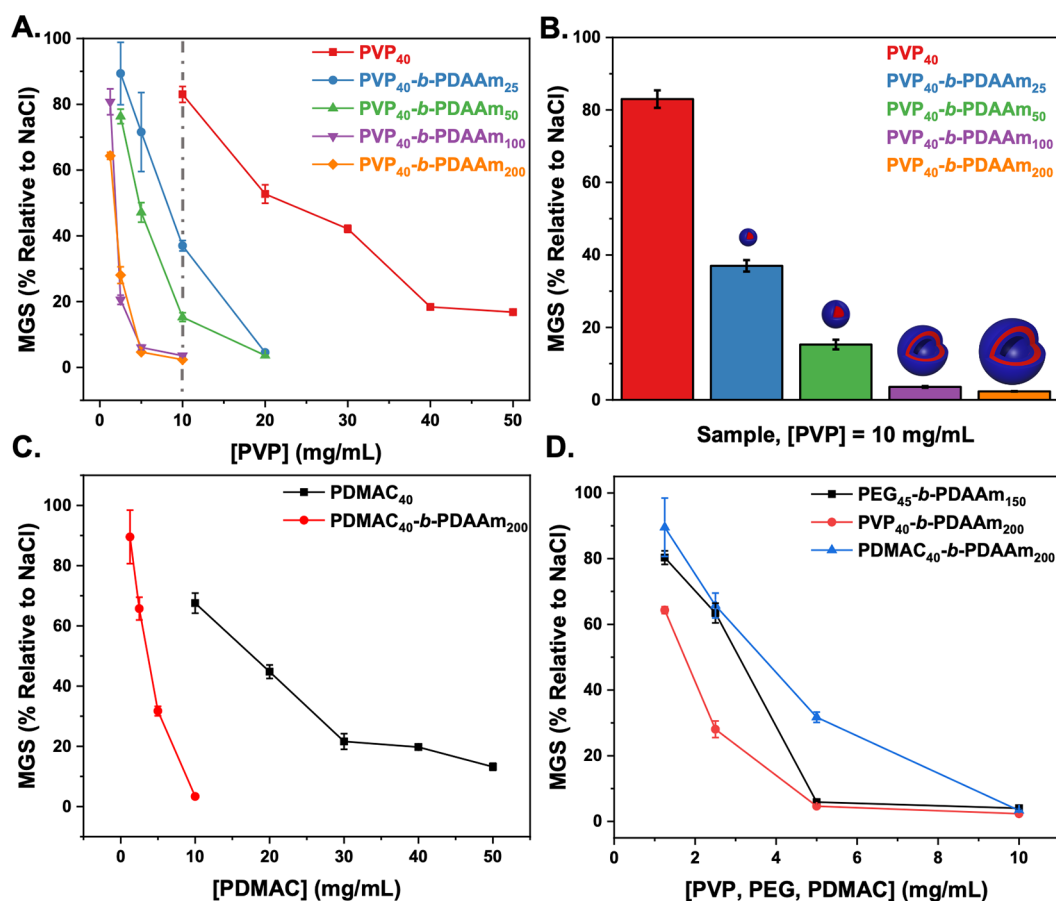 A.
100
80
60
40
20
0
MGS (% Relative to NaCl)
PVP40
PVP40-b-PDAAm25
PVP40-b-PDAAm50
PVP40-b-PDAAm100
PVP40-b-PDAAm200
0 10 20 30 40 50
[PVP] (mg/mL)
B.
100
80
60
40
20
0
MGS (% Relative to NaCl)
PVP40
PVP40-b-PDAAm25
PVP40-b-PDAAm50
PVP40-b-PDAAm100
PVP40-b-PDAAm200
Sample, [PVP] = 10 mg/mL
C.
100
80
60
40
20
0
MGS (% Relative to NaCl)
PDMAC40
PDMAC40-b-PDAAm200
0 10 20 30 40 50
[PDMAC] (mg/mL)
D.
100
80
60
40
20
0
MGS (% Relative to NaCl)
PEG45-b-PDAAm150
PVP40-b-PDAAm200
PDMAC40-b-PDAAm200
0 2 4 6 8 10
[PVP, PEG, PDMAC] (mg/mL)